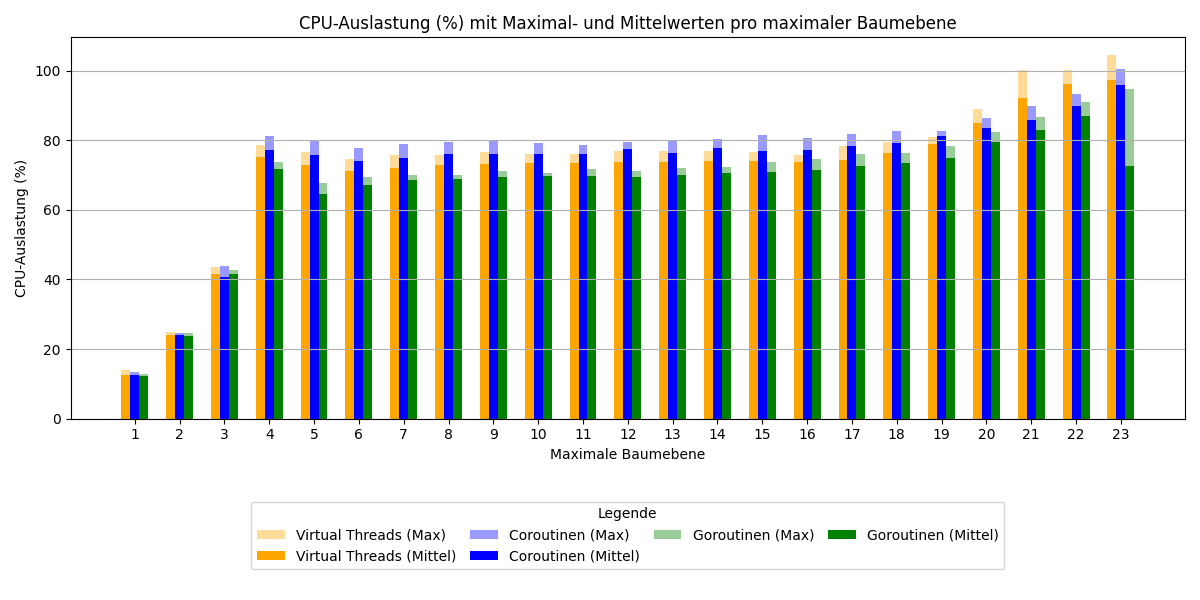 CPU-Auslastung (%) mit Maximal- und Mittelwerten pro maximaler Baumebene
CPU-Auslastung (%)
100
80
60
40
20
0
1 2 3 4 5 6 7 8 9 10 11 12 13 14 15 16 17 18 19 20 21 22 23
Maximale Baumebene
Legende
Virtual Threads (Max) Coroutinen (Max) Goroutinen (Max) Goroutinen (Mittel)
Virtual Threads (Mittel) Coroutinen (Mittel)